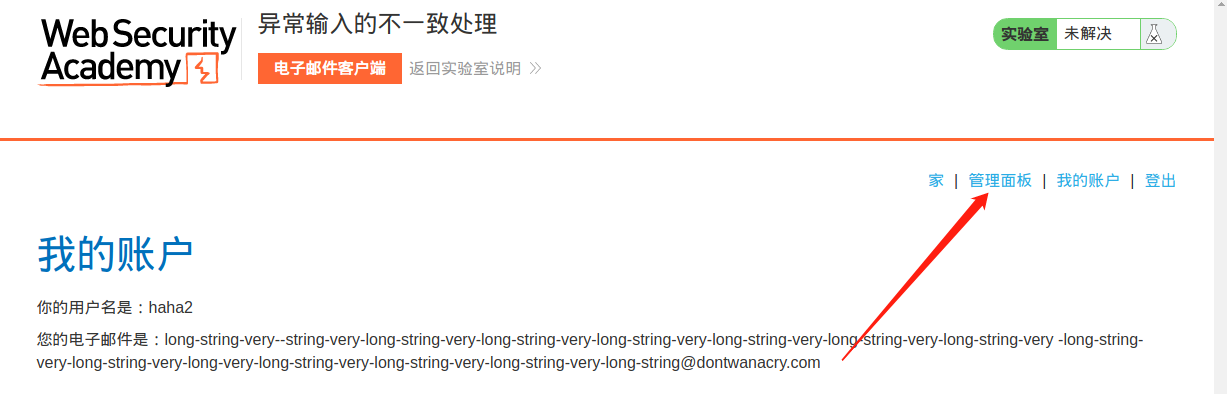 Web Security
Academy
异常输入的不一致处理
电子邮件客户端 返回实验室说明
实验室 未解决
家 | 管理面板 | 我的账户 | 登出
我的账户
你的用户名是：haha2
您的电子邮件是：long-string-very--string-very-long-string-very-long-string-very-long-string-very-long-string-very-long-string-very-long-string-very -long-string-
very-long-string-very-long-very-long-string-very-long-string-very-long-string-very-long-string@dontwanacry.com